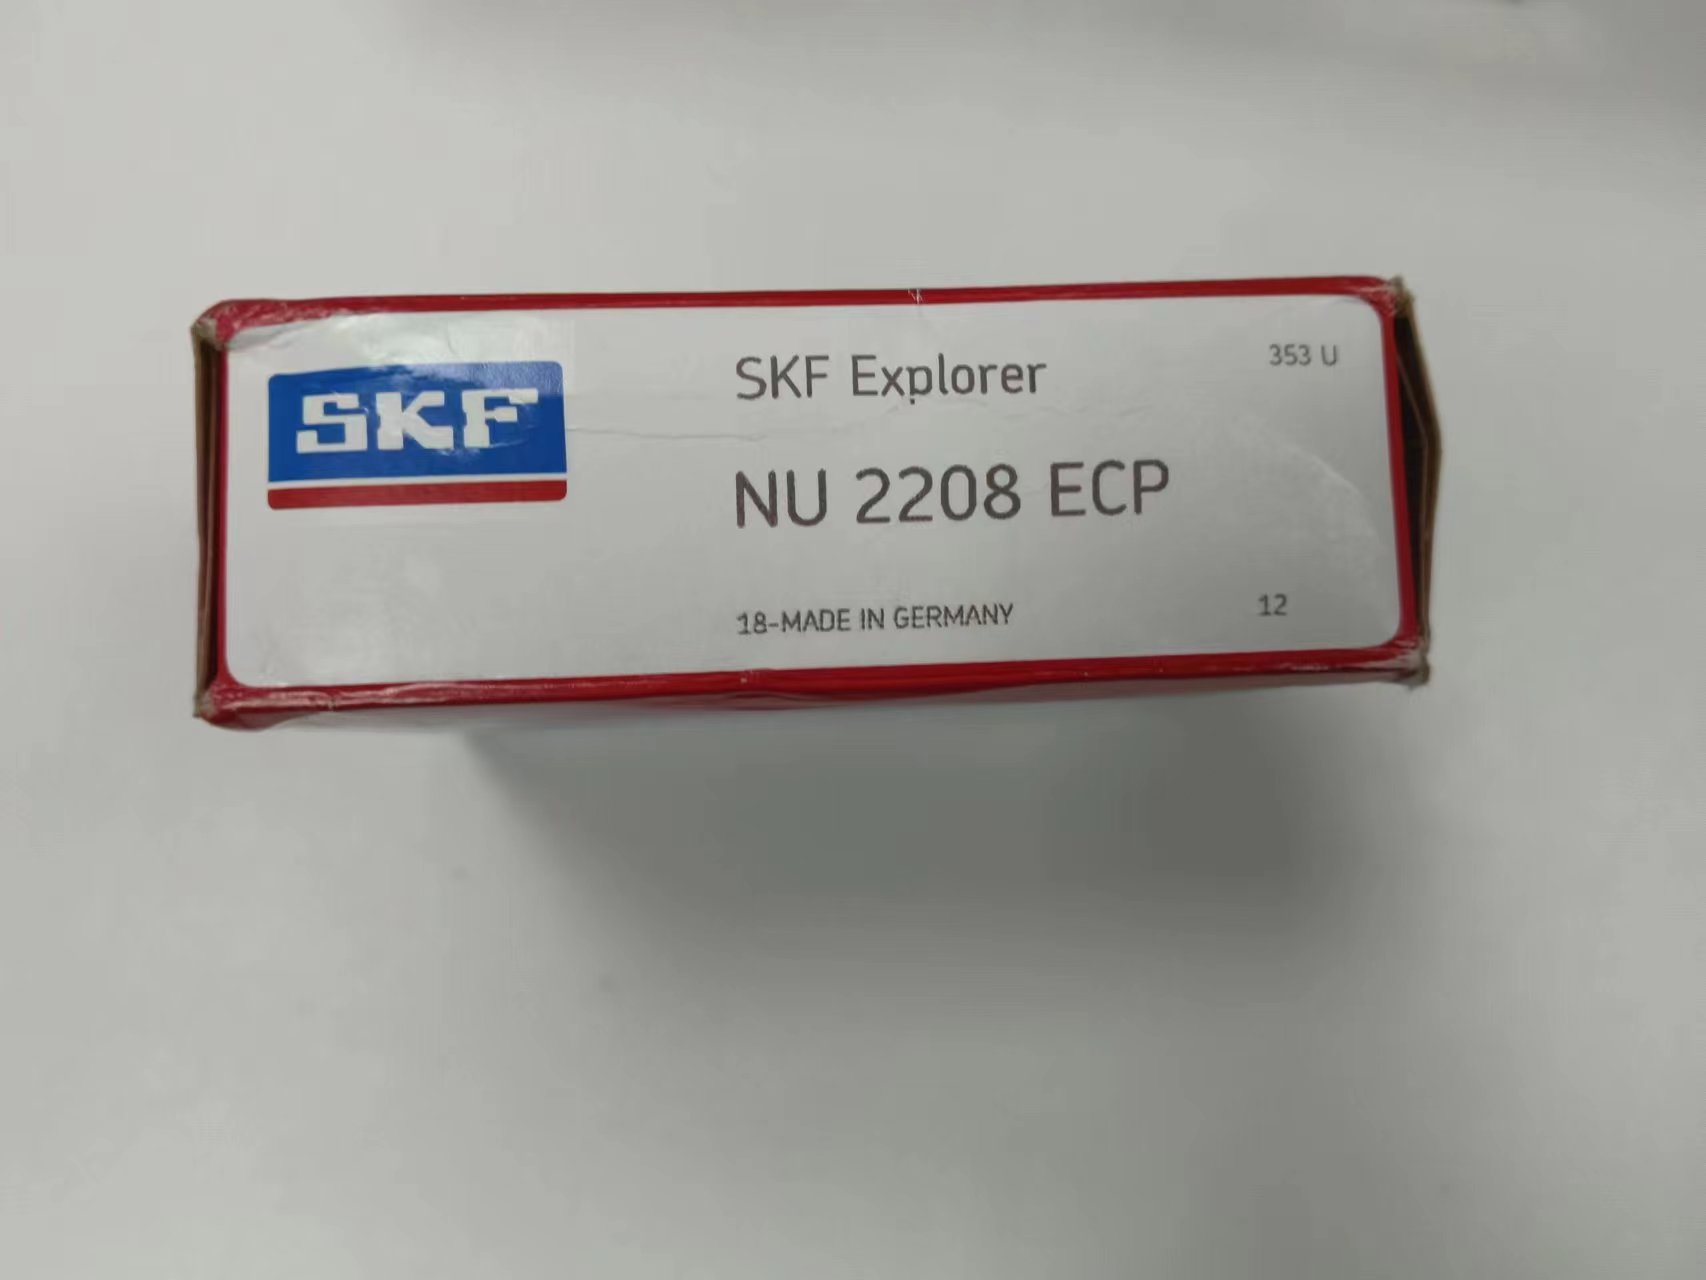 SKF
SKF Explorer
353 U
NU 2208 ECP
18-MADE IN GERMANY
12